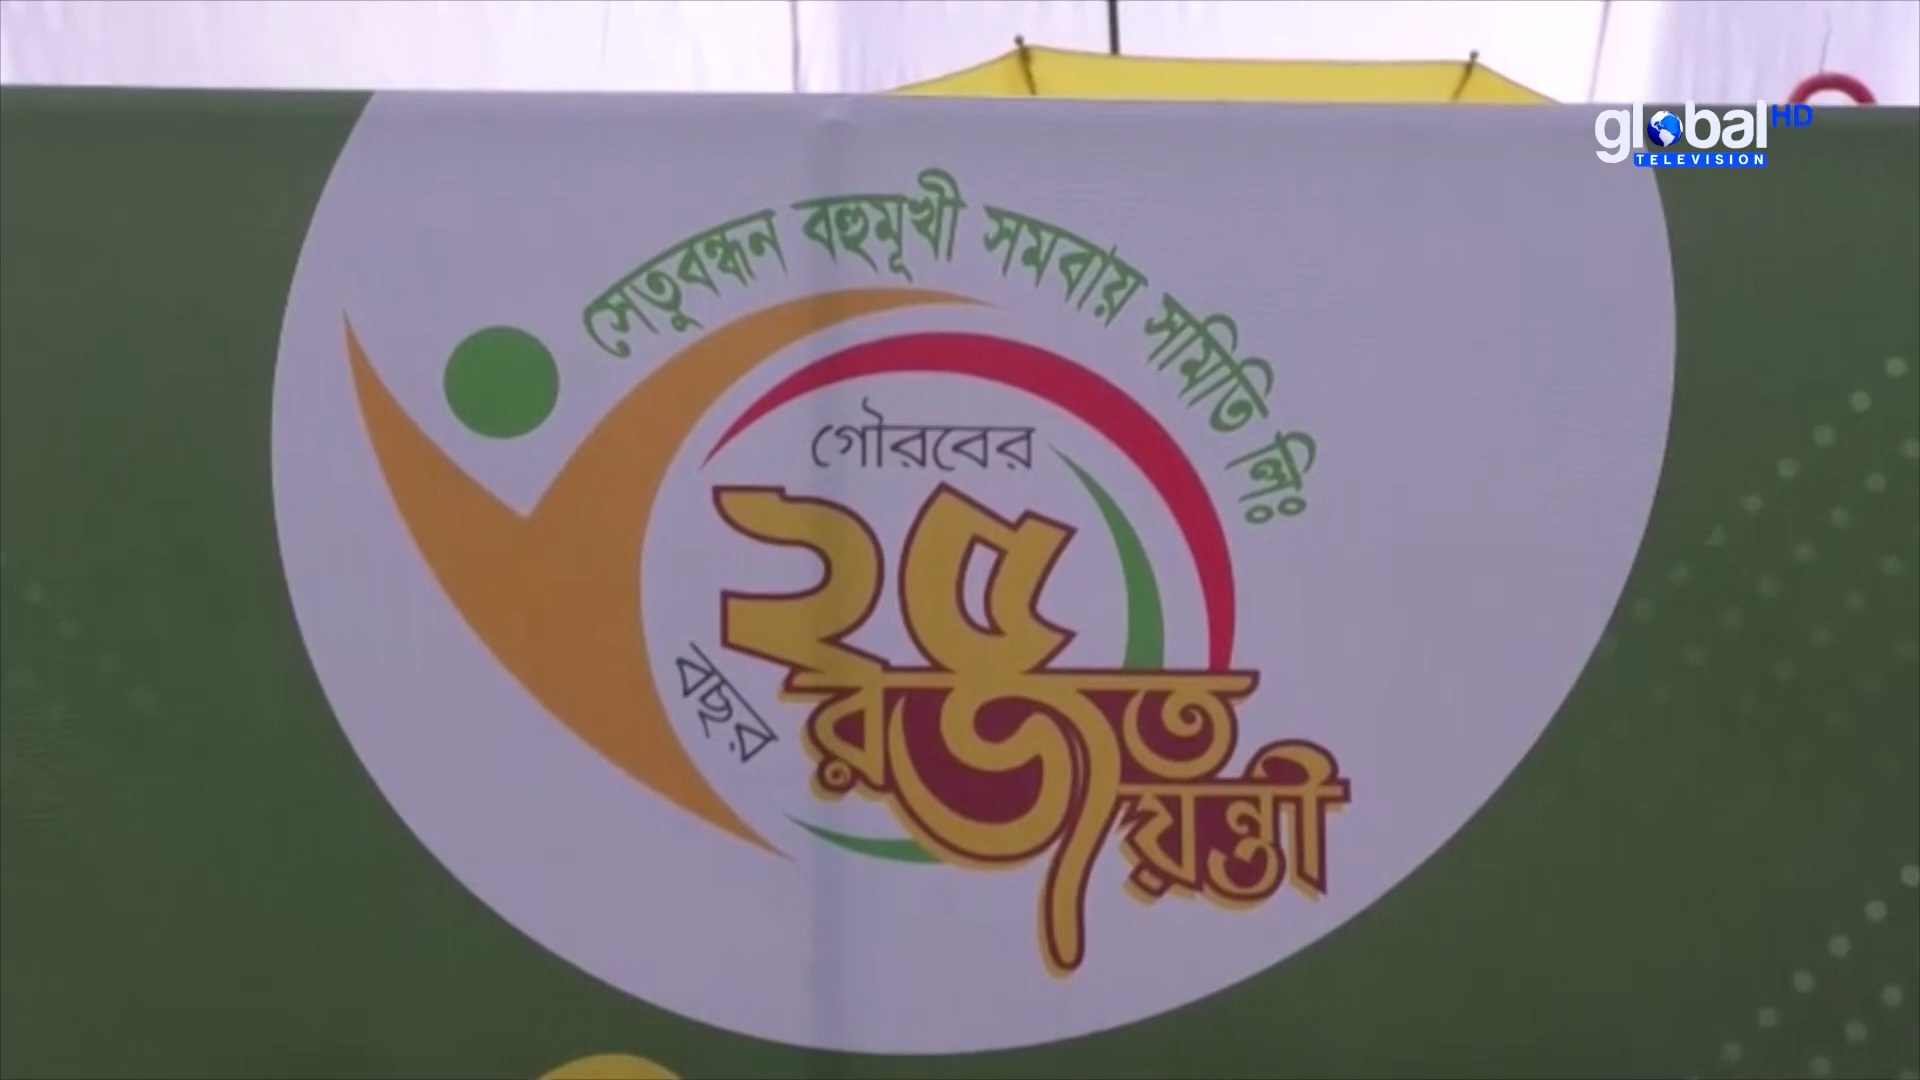 global HD
TELEVISION
সেতুবন্ধন বহুমূখী সমবায় সমিতি লিঃ
গৌরবের
২৫
বছর
রজত
জয়ন্তী